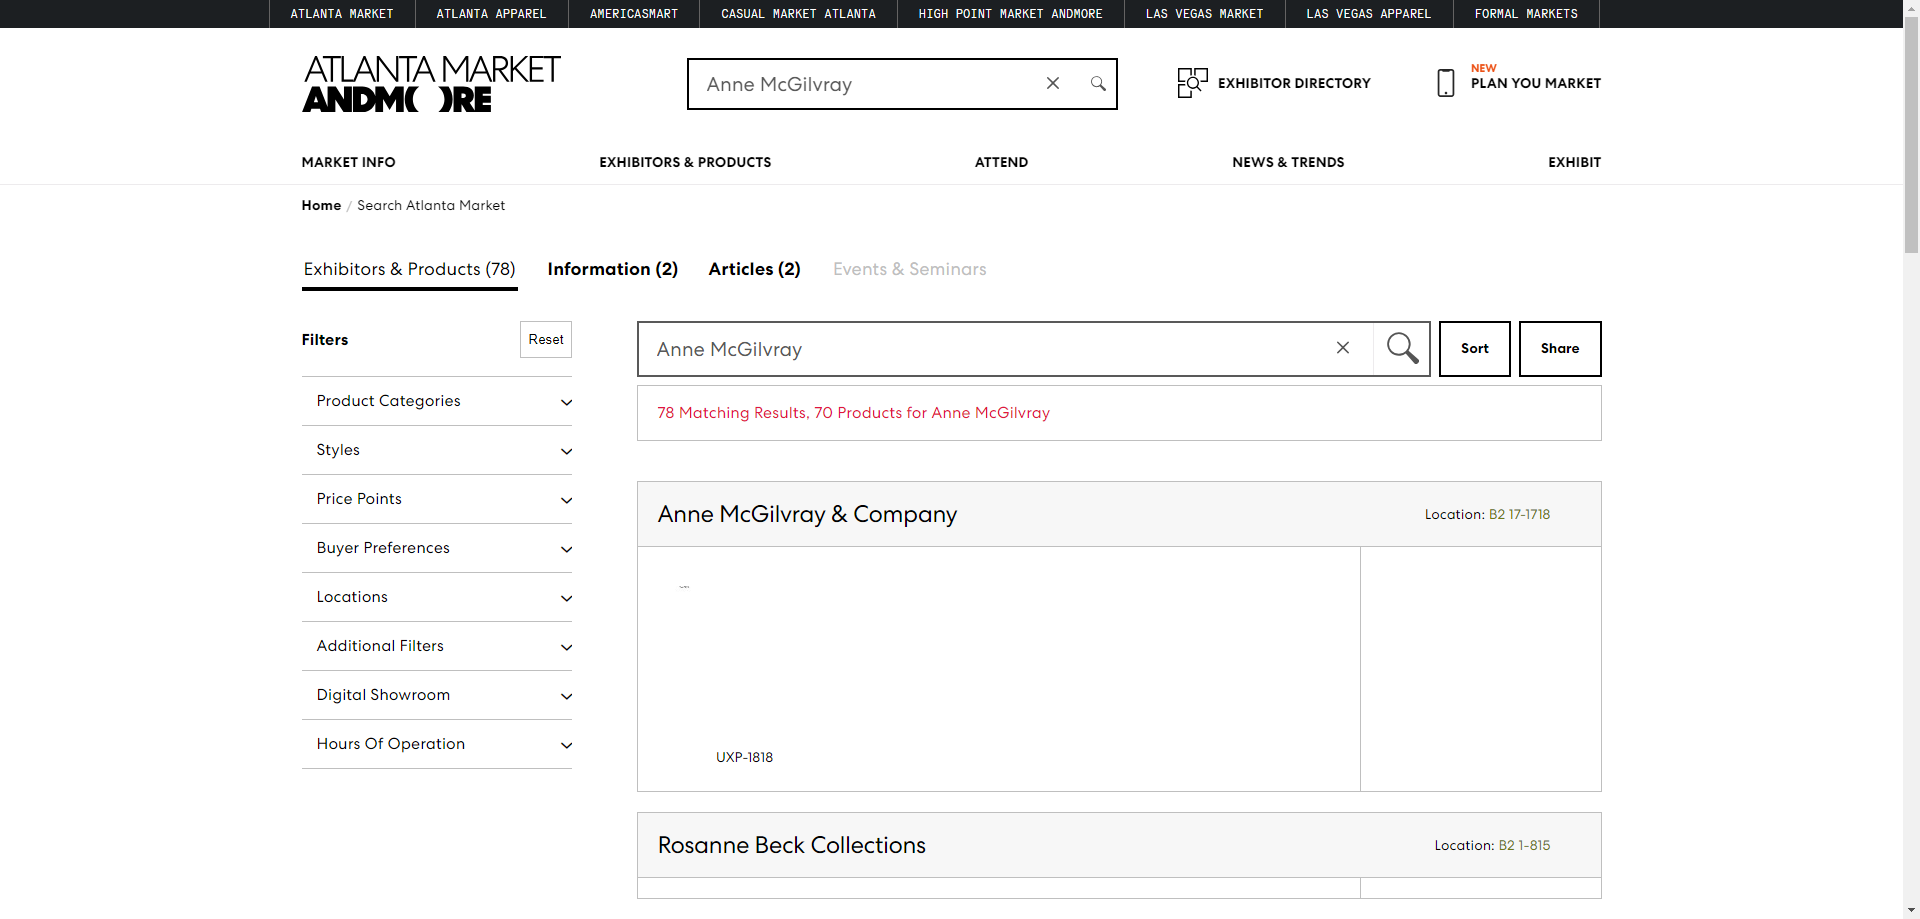 ATLANTA MARKET
ATLANTA APPAREL
AMERICASMART
CASUAL MARKET ATLANTA
HIGH POINT MARKET ANDMORE
LAS VEGAS MARKET
LAS VEGAS APPAREL
FORMAL MARKETS
ATLANTA MARKET
ANDMORE
Anne McGilvray
EXHIBITOR DIRECTORY
NEW
PLAN YOU MARKET
MARKET INFO
EXHIBITORS & PRODUCTS
ATTEND
NEWS & TRENDS
EXHIBIT
Home / Search Atlanta Market
Exhibitors & Products (78)
Information (2)
Articles (2)
Events & Seminars
Filters
Reset
Product Categories
Styles
Price Points
Buyer Preferences
Locations
Additional Filters
Digital Showroom
Hours Of Operation
Anne McGilvray
Sort
Share
78 Matching Results, 70 Products for Anne McGilvray
Anne McGilvray & Company
Location: B2 17-1718
UXP-1818
Rosanne Beck Collections
Location: B2 1-815